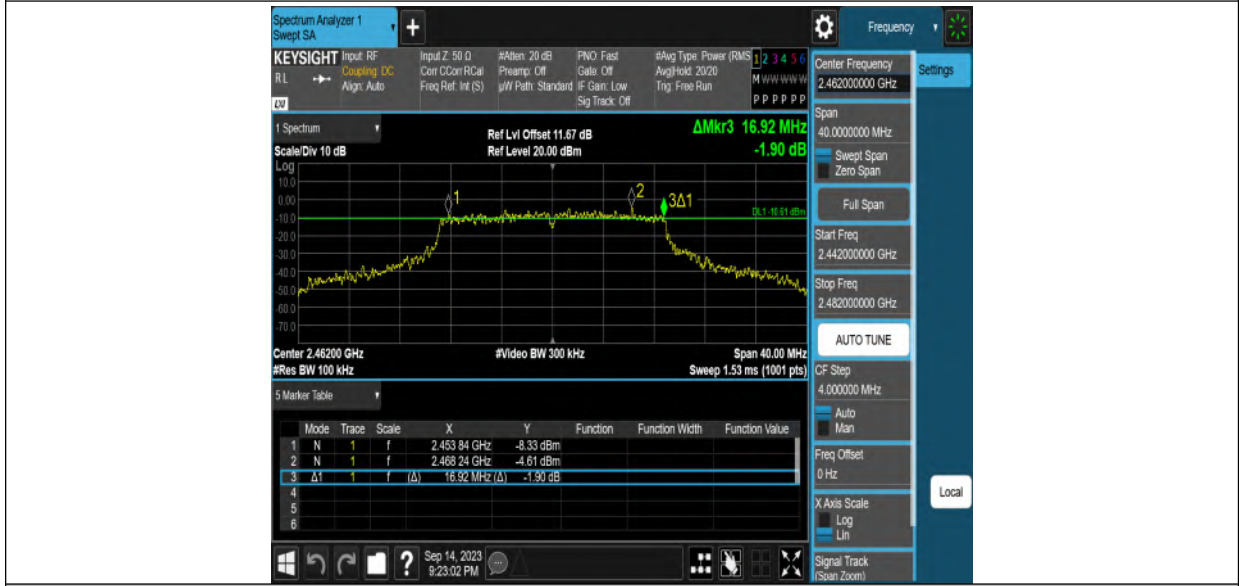 Spectrum Analyzer 1
Swept SA
+
Frequency
KEYSIGHT Input: RF Input Z: 50 Ω #Atten: 20 dB PNO: Fast #Avg Type: Power (RMS 1 2 3 4 5 6
R L Coupling: DC Corr CCorr RCal Preamp: Off Gate: Off Avg|Hold: 20/20 M W W W W W
Align: Auto Freq Ref: Int (S) µW Path: Standard IF Gain: Low Trig: Free Run
Sig Track: Off P P P P P P
LXI
1 Spectrum
Ref Lvl Offset 11.67 dB
ΔMkr3 16.92 MHz
Scale/Div 10 dB
Ref Level 20.00 dBm
-1.90 dB
Log
10.0
0.00
-10.0
-20.0
-30.0
-40.0
-50.0
-60.0
-70.0
1
2
3Δ1
DL1 -10.61 dBm
Center 2.46200 GHz
#Video BW 300 kHz
Span 40.00 MHz
#Res BW 100 kHz
Sweep 1.53 ms (1001 pts)
5 Marker Table
Mode Trace Scale X Y Function Function Width Function Value
1 N 1 f 2.453 84 GHz -8.33 dBm
2 N 1 f 2.468 24 GHz -4.61 dBm
3 Δ1 1 f (Δ) 16.92 MHz (Δ) -1.90 dB
4
5
6
?
Sep 14, 2023
9:23:02 PM
Center Frequency
2.462000000 GHz
Settings
Span
40.0000000 MHz
Swept Span
Zero Span
Full Span
Start Freq
2.442000000 GHz
Stop Freq
2.482000000 GHz
AUTO TUNE
CF Step
4.000000 MHz
Auto
Man
Freq Offset
0 Hz
X Axis Scale
Log
Lin
Local
Signal Track
(Span Zoom)